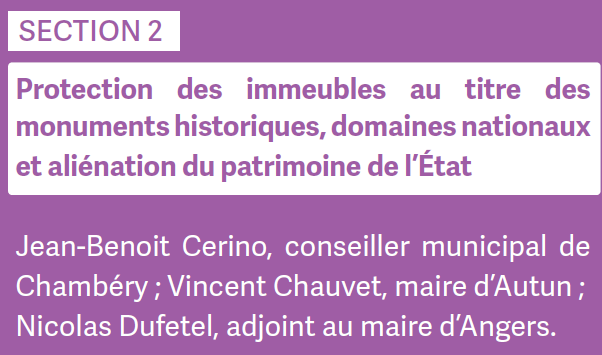 SECTION 2
Protection des immeubles au titre des
monuments historiques, domaines nationaux
et aliénation du patrimoine de l’État
Jean-Benoit Cerino, conseiller municipal de
Chambéry ; Vincent Chauvet, maire d’Autun ;
Nicolas Dufetel, adjoint au maire d’Angers.